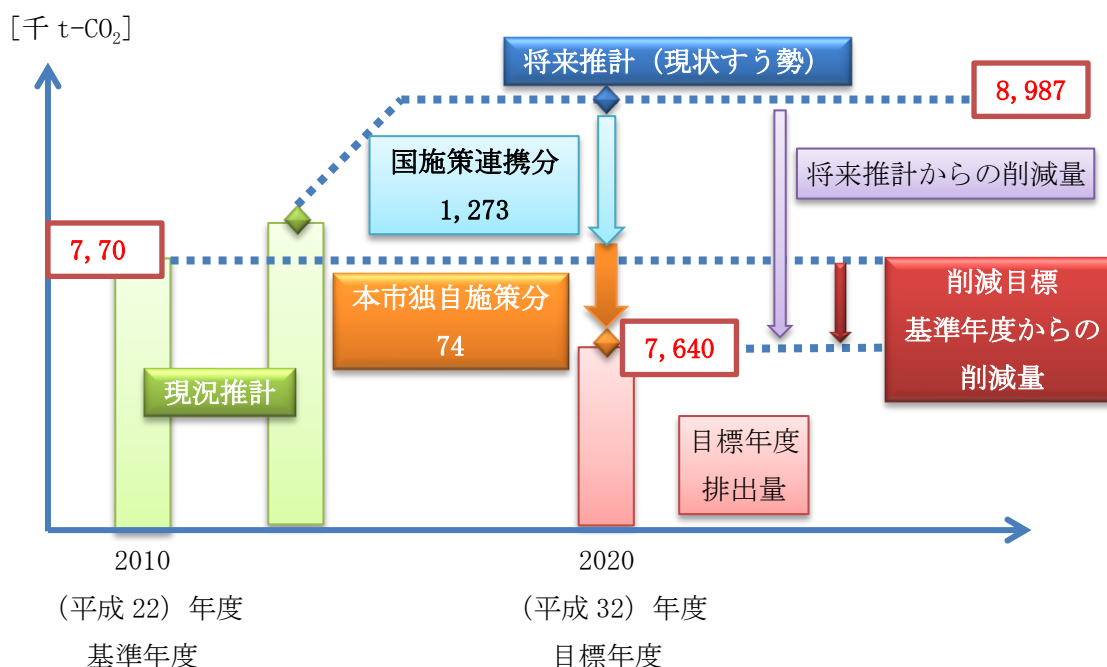 [千 t-CO₂]
将来推計（現状すう勢）
8,987
国施策連携分
1,273
将来推計からの削減量
7,70
本市独自施策分
74
7,640
削減目標
基準年度からの
削減量
現況推計
目標年度
排出量
2010
（平成 22）年度
基準年度
2020
（平成 32）年度
目標年度